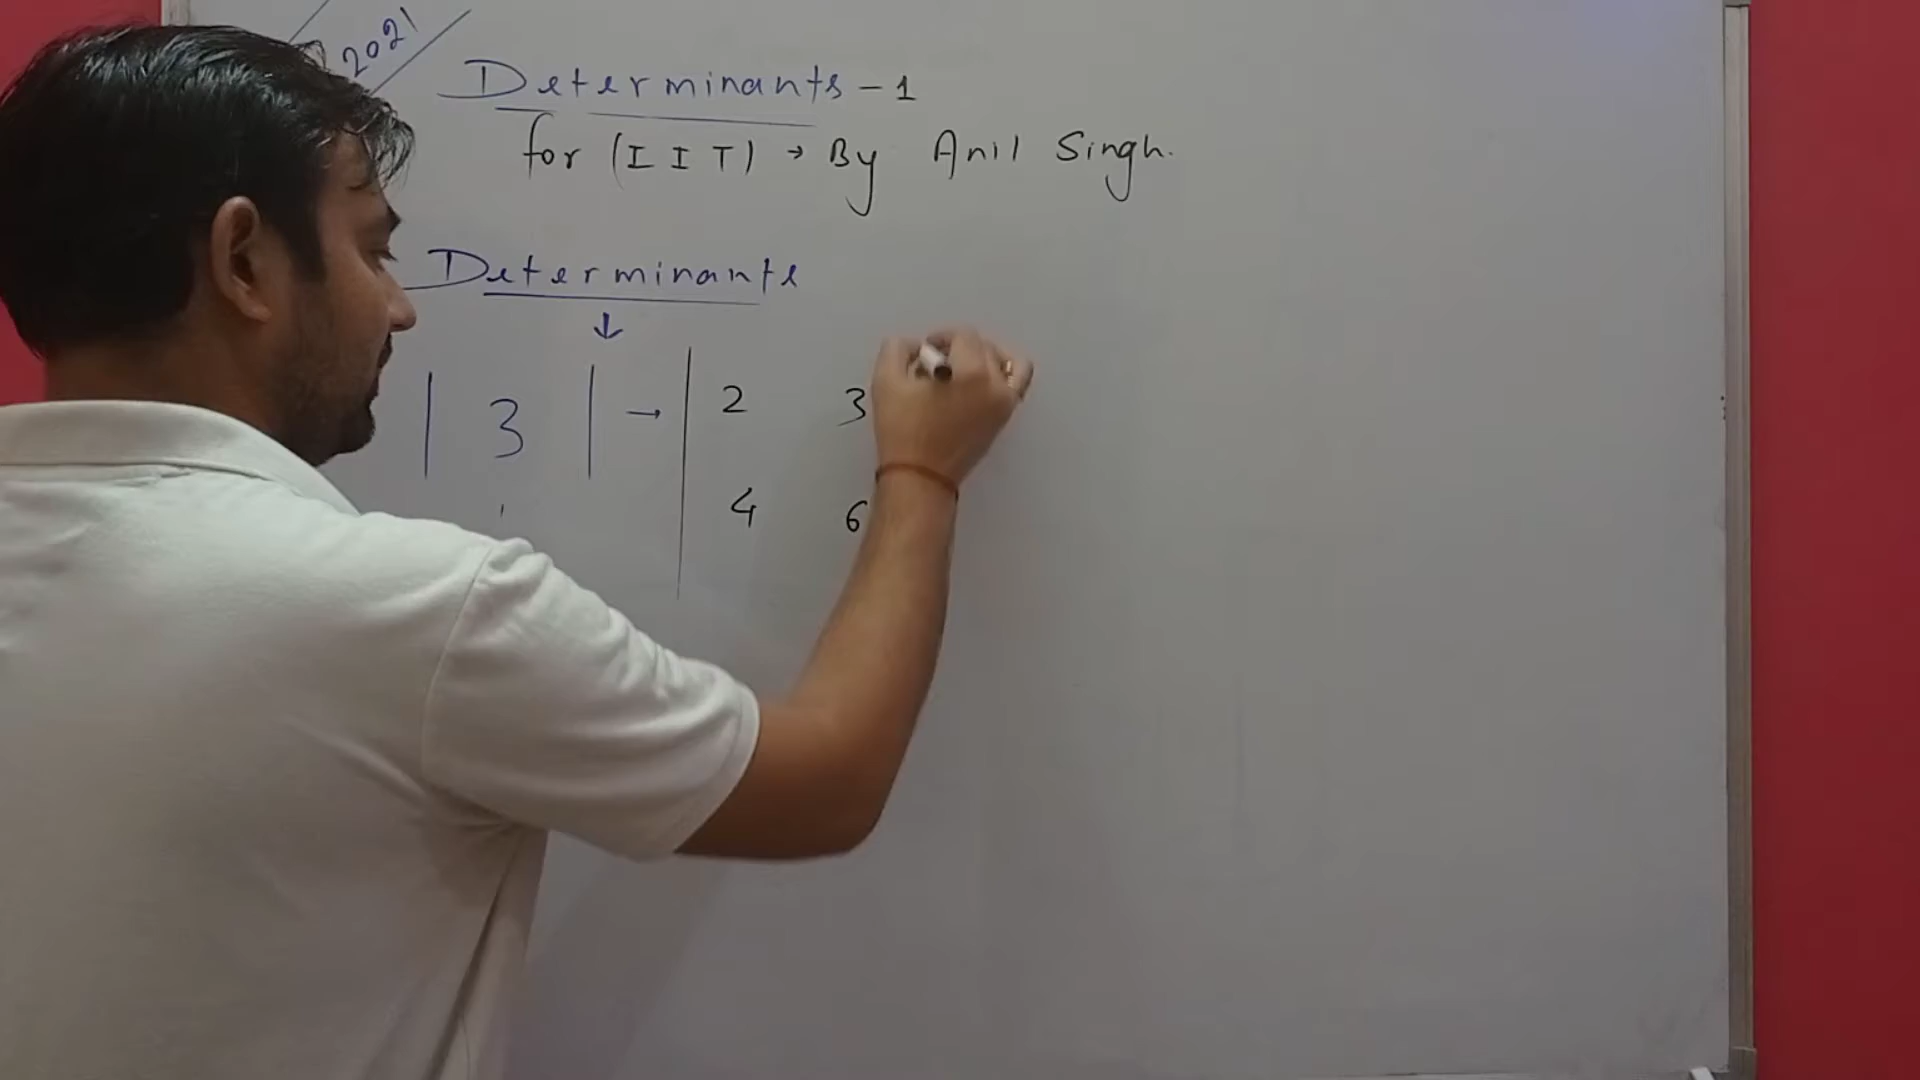 2021
Determinants - 1
for (IIT) → By Anil Singh.
Determinants
↓
| 3 | → | 2 3
4 6